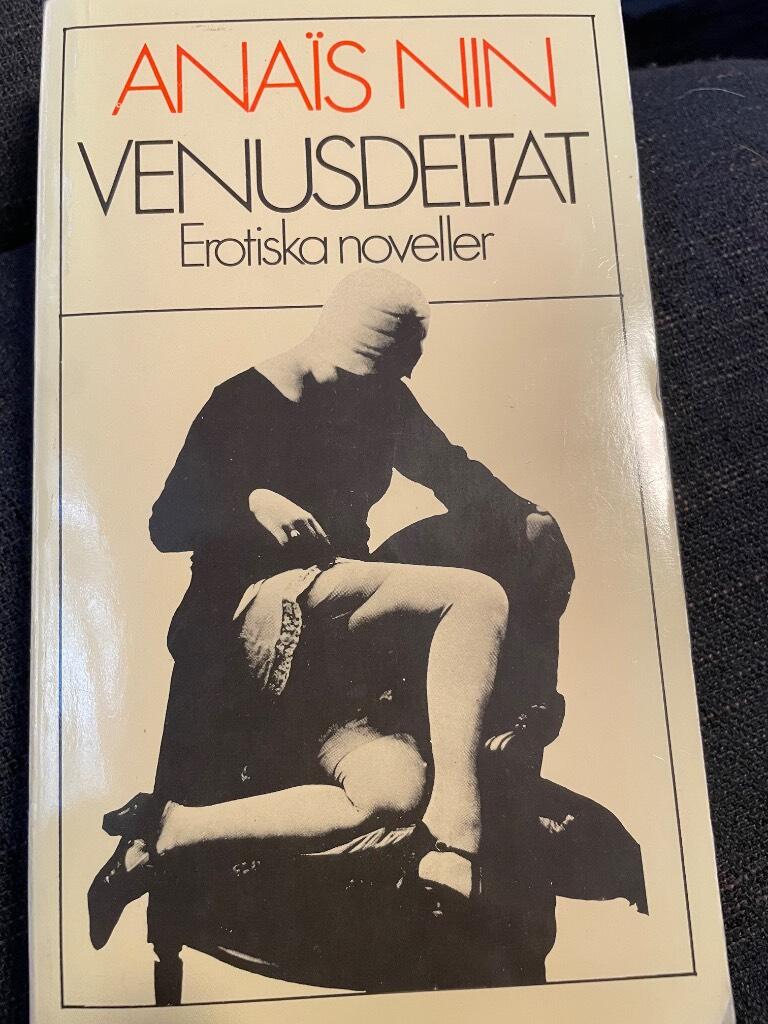 ANAÏS NIN
VENUSDELTAT
Erotiska noveller